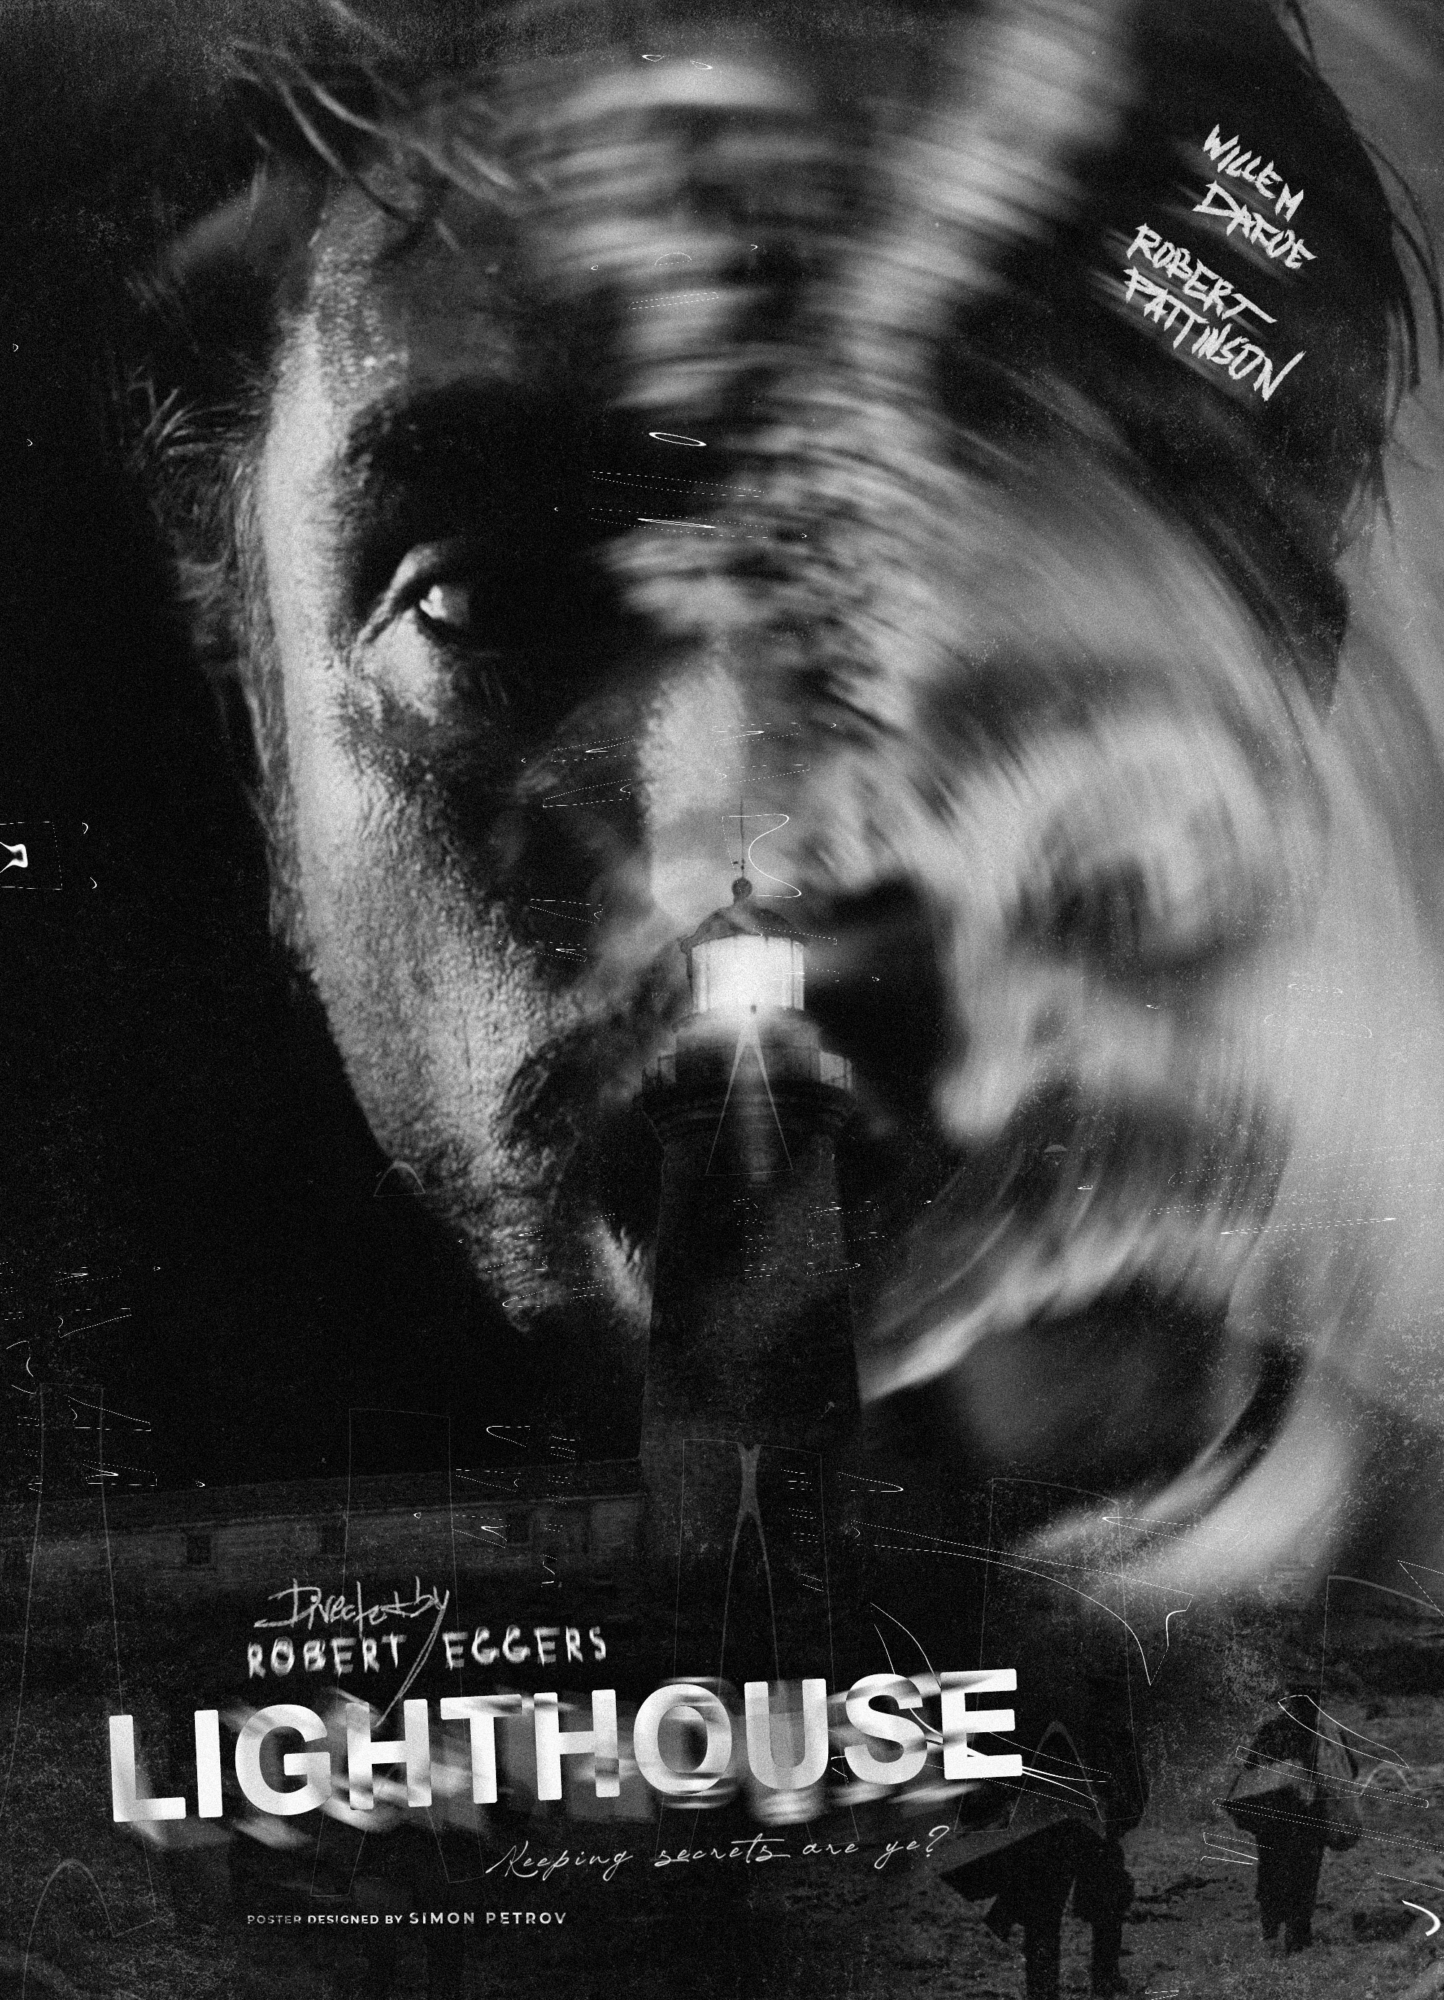 WILLEM
DAFOE
ROBERT
PATTINSON
Directed by
ROBERT EGGERS
LIGHTHOUSE
Keeping secrets are ye?
POSTER DESIGNED BY SIMON PETROV